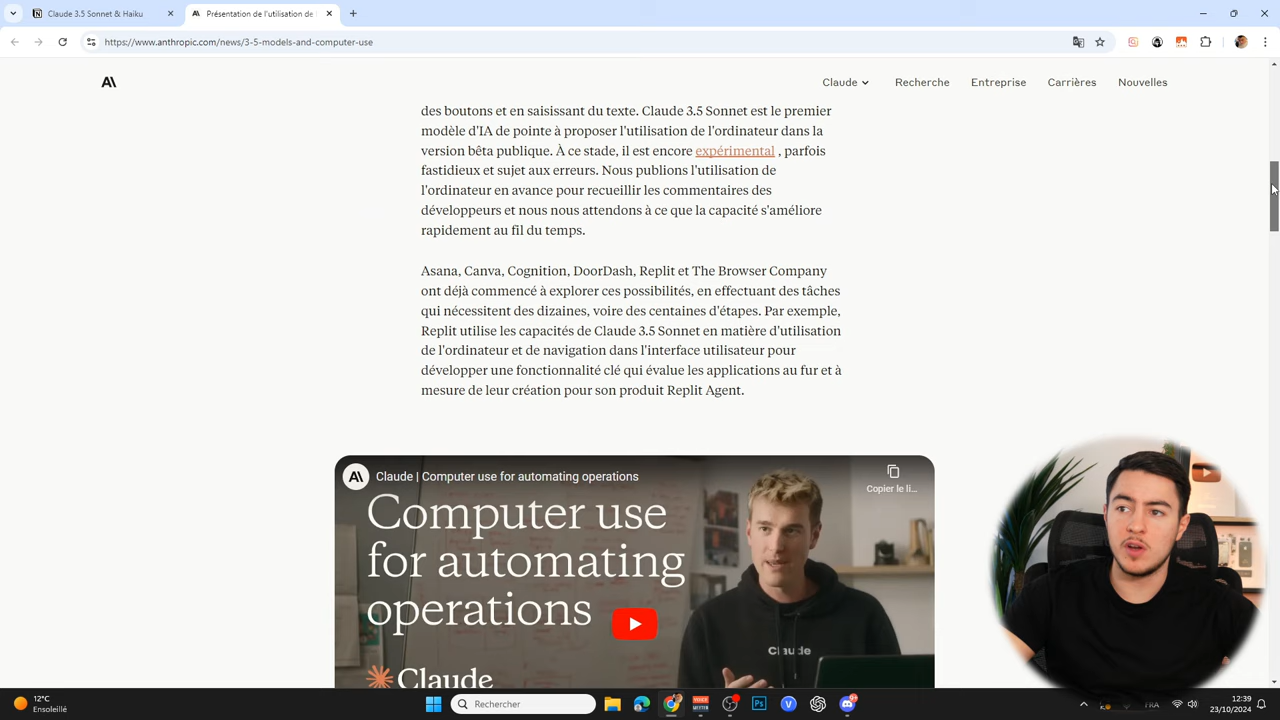 Claude 3.5 Sonnet & Haiku
Présentation de l'utilisation de
https://www.anthropic.com/news/3-5-models-and-computer-use
Claude
Recherche
Entreprise
Carrières
Nouvelles
des boutons et en saisissant du texte. Claude 3.5 Sonnet est le premier
modèle d'IA de pointe à proposer l'utilisation de l'ordinateur dans la
version bêta publique. À ce stade, il est encore expérimental , parfois
fastidieux et sujet aux erreurs. Nous publions l'utilisation de
l'ordinateur en avance pour recueillir les commentaires des
développeurs et nous nous attendons à ce que la capacité s'améliore
rapidement au fil du temps.
Asana, Canva, Cognition, DoorDash, Replit et The Browser Company
ont déjà commencé à explorer ces possibilités, en effectuant des tâches
qui nécessitent des dizaines, voire des centaines d'étapes. Par exemple,
Replit utilise les capacités de Claude 3.5 Sonnet en matière d'utilisation
de l'ordinateur et de navigation dans l'interface utilisateur pour
développer une fonctionnalité clé qui évalue les applications au fur et à
mesure de leur création pour son produit Replit Agent.
Claude | Computer use for automating operations
Copier le li...
Computer use
for automating
operations
Claude
Claude
12°C
Ensoleillé
Rechercher
FRA
12:39
23/10/2024